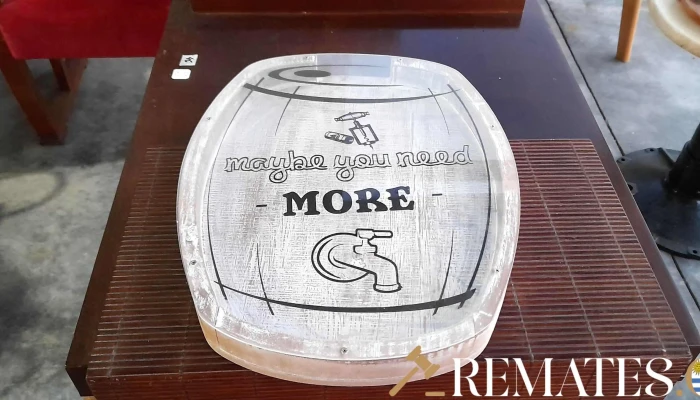 maybe you need
- MORE -
REMATES.